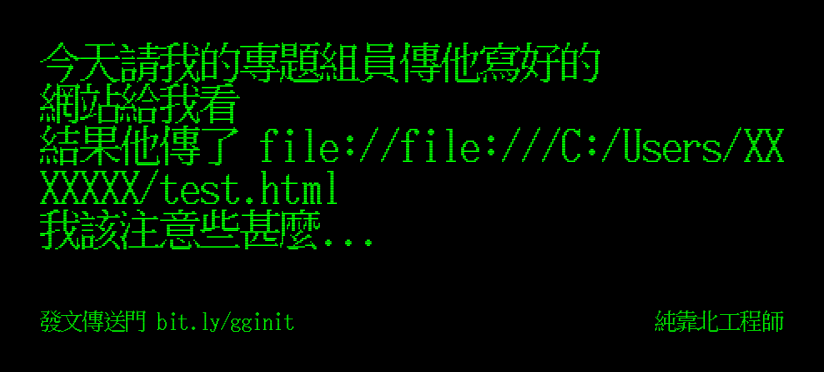 今天請我的專題組員傳他寫好的
網站給我看
結果他傳了 file://file:///C:/Users/XX
XXXXX/test.html
我該注意些甚麼...
發文傳送門 bit.ly/gginit
純靠北工程師